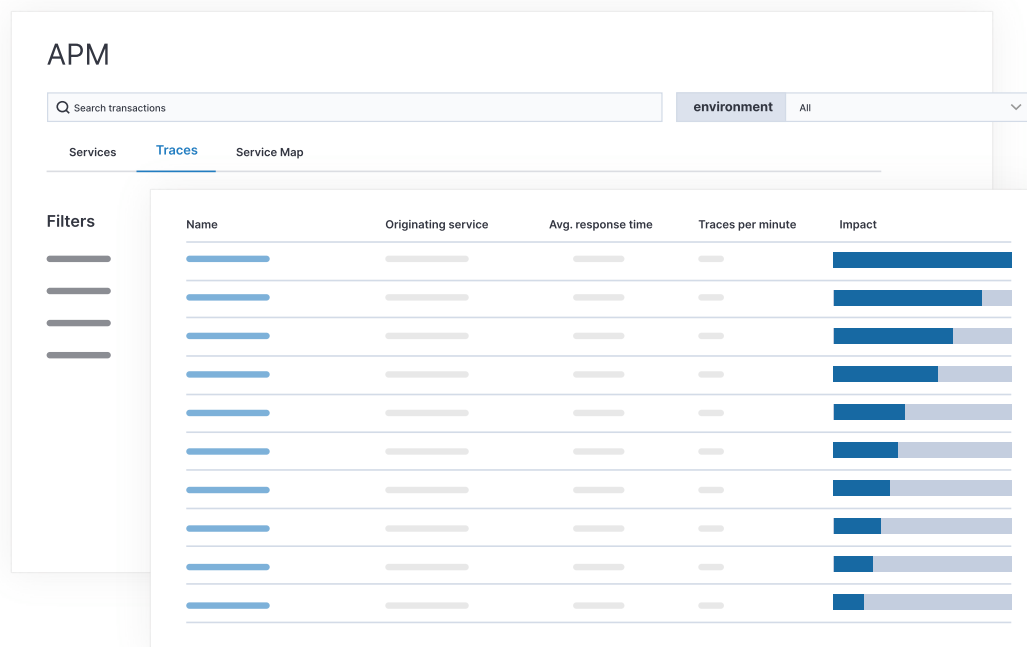 APM
Search transactions
environment All
Services Traces Service Map
Filters
Name Originating service Avg. response time Traces per minute Impact